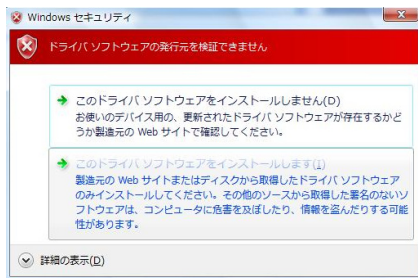 Windows セキュリティ
ドライバ ソフトウェアの発行元を検証できません
このドライバ ソフトウェアをインストールしません(D)
お使いのデバイス用の、更新されたドライバ ソフトウェアが存在するかど
うか製造元の Web サイトで確認してください。
このドライバ ソフトウェアをインストールします(I)
製造元の Web サイトまたはディスクから取得したドライバ ソフトウェア
のみインストールしてください。その他のソースから取得した署名のないソ
フトウェアは、コンピュータに危害を及ぼしたり、情報を盗んだりする可能
性があります。
詳細の表示(D)